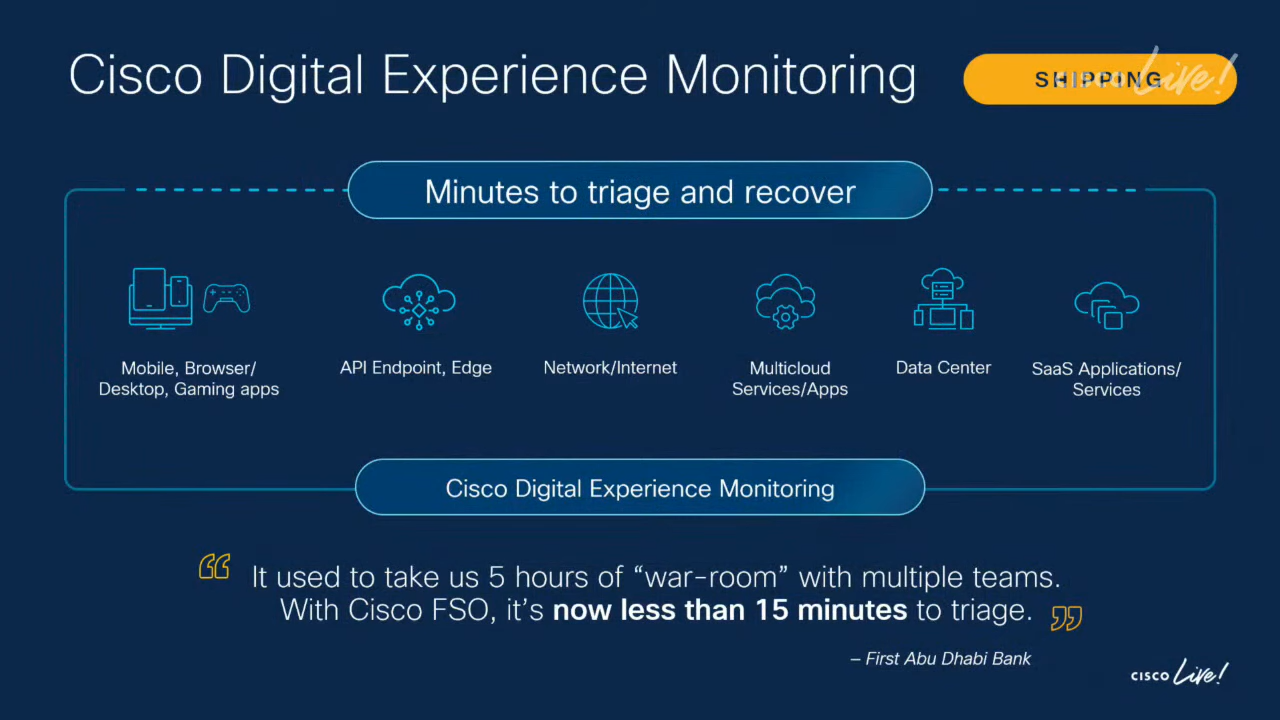 Cisco Digital Experience Monitoring
SHIPPING
CISCO Live!
Minutes to triage and recover
Mobile, Browser/
Desktop, Gaming apps
API Endpoint, Edge
Network/Internet
Multicloud
Services/Apps
Data Center
SaaS Applications/
Services
Cisco Digital Experience Monitoring
“It used to take us 5 hours of “war-room” with multiple teams.
With Cisco FSO, it’s now less than 15 minutes to triage.”
– First Abu Dhabi Bank
CISCO Live!